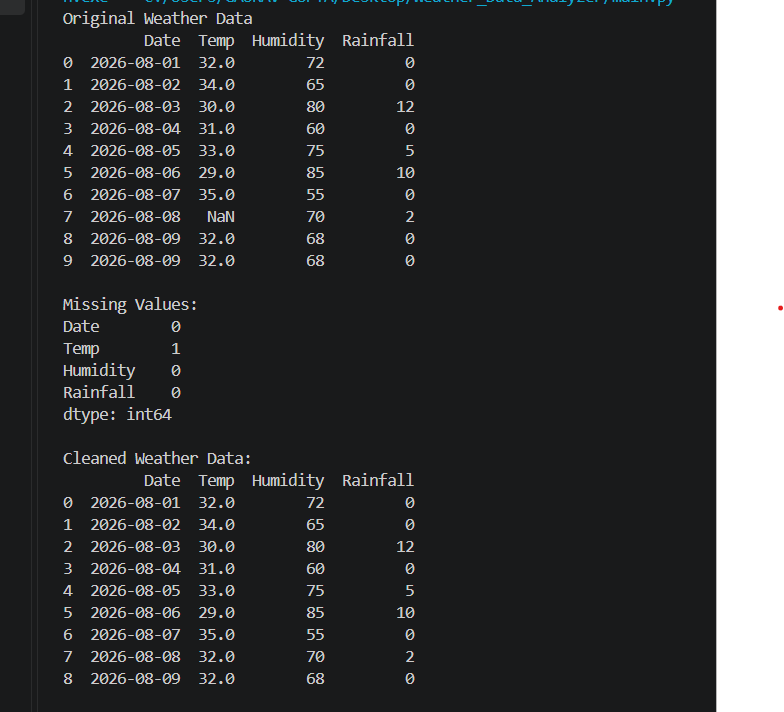 Original Weather Data
        Date  Temp  Humidity  Rainfall
0  2026-08-01  32.0        72         0
1  2026-08-02  34.0        65         0
2  2026-08-03  30.0        80        12
3  2026-08-04  31.0        60         0
4  2026-08-05  33.0        75         5
5  2026-08-06  29.0        85        10
6  2026-08-07  35.0        55         0
7  2026-08-08   NaN        70         2
8  2026-08-09  32.0        68         0
9  2026-08-09  32.0        68         0
Missing Values:
Date        0
Temp        1
Humidity    0
Rainfall    0
dtype: int64
Cleaned Weather Data:
        Date  Temp  Humidity  Rainfall
0  2026-08-01  32.0        72         0
1  2026-08-02  34.0        65         0
2  2026-08-03  30.0        80        12
3  2026-08-04  31.0        60         0
4  2026-08-05  33.0        75         5
5  2026-08-06  29.0        85        10
6  2026-08-07  35.0        55         0
7  2026-08-08  32.0        70         2
8  2026-08-09  32.0        68         0